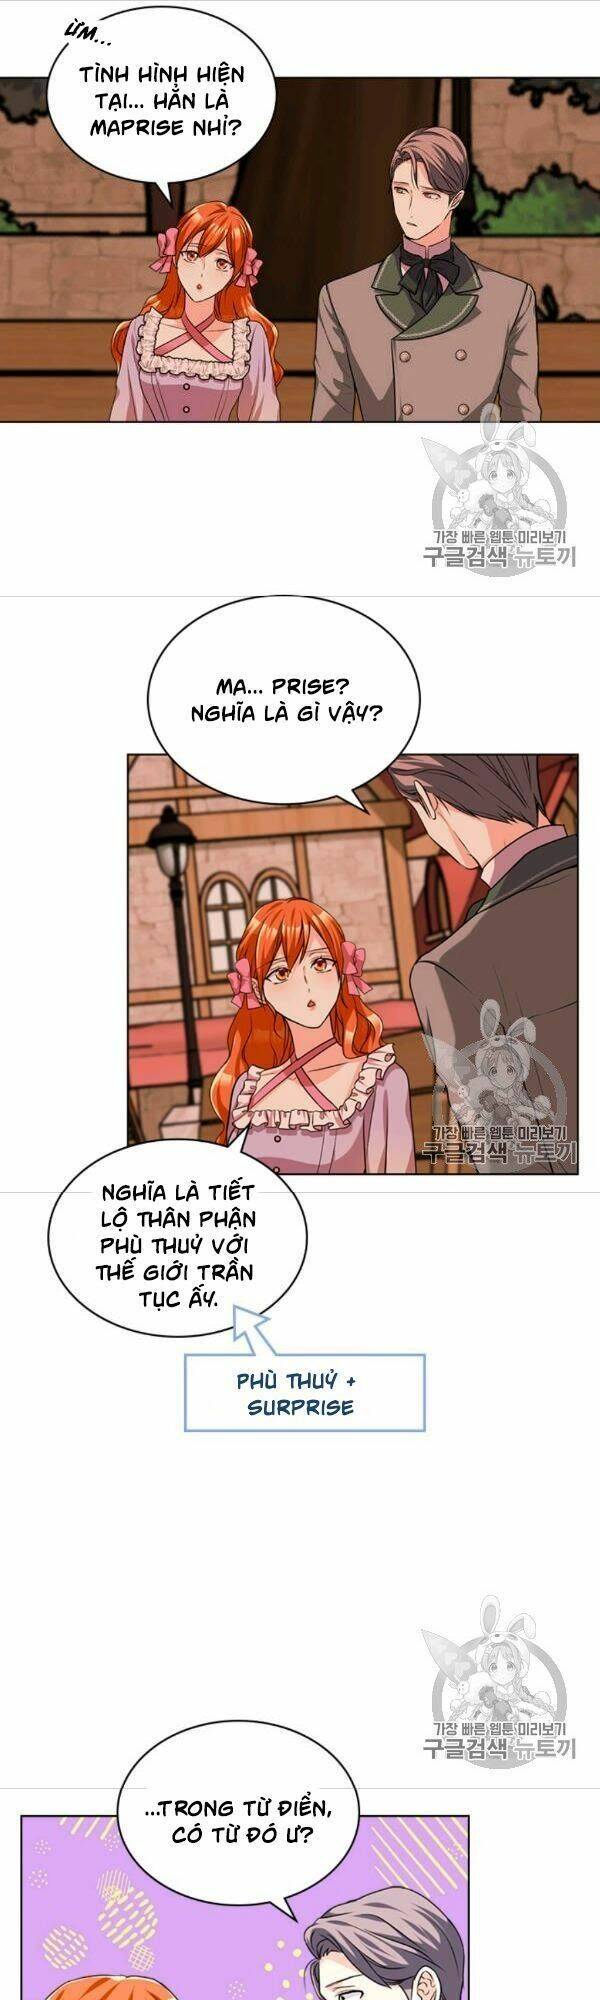 ỪM...
TÌNH HÌNH HIỆN
TẠI... HẲN LÀ
MAPRISE NHỈ?
가장 빠른 웹툰 미리보기
구글검색 뉴토끼
MA... PRISE?
NGHĨA LÀ GÌ VẬY?
가장 빠른 웹툰 미리보기
구글검색 뉴토끼
NGHĨA LÀ TIẾT
LỘ THÂN PHẬN
PHÙ THUỶ VỚI
THẾ GIỚI TRẦN
TỤC ẤY.
PHÙ THUỶ +
SURPRISE
가장 빠른 웹툰 미리보기
구글검색 뉴토끼
...TRONG TỪ ĐIỂN,
CÓ TỪ ĐÓ Ư?